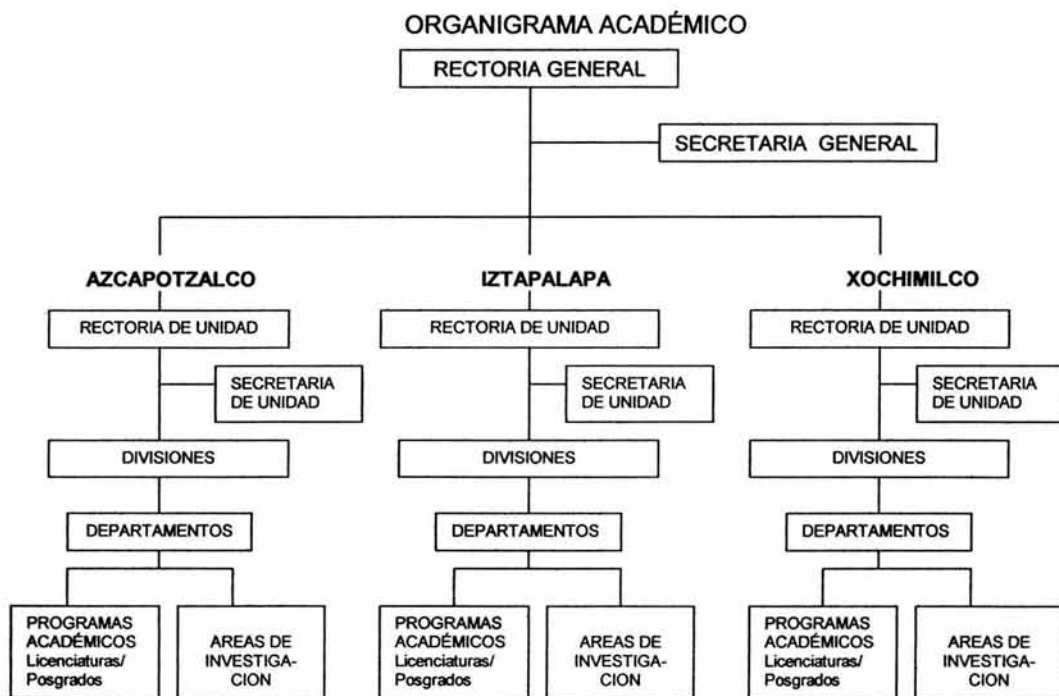 ORGANIGRAMA ACADÉMICO
RECTORIA GENERAL
SECRETARIA GENERAL
AZCAPOTZALCO
RECTORIA DE UNIDAD
SECRETARIA
DE UNIDAD
DIVISIONES
DEPARTAMENTOS
PROGRAMAS
ACADÉMICOS
Licenciaturas/
Posgrados
AREAS DE
INVESTIGA-
CION
IZTAPALAPA
RECTORIA DE UNIDAD
SECRETARIA
DE UNIDAD
DIVISIONES
DEPARTAMENTOS
PROGRAMAS
ACADÉMICOS
Licenciaturas/
Posgrados
AREAS DE
INVESTIGA-
CION
XOCHIMILCO
RECTORIA DE UNIDAD
SECRETARIA
DE UNIDAD
DIVISIONES
DEPARTAMENTOS
PROGRAMAS
ACADÉMICOS
Licenciaturas/
Posgrados
AREAS DE
INVESTIGA-
CION